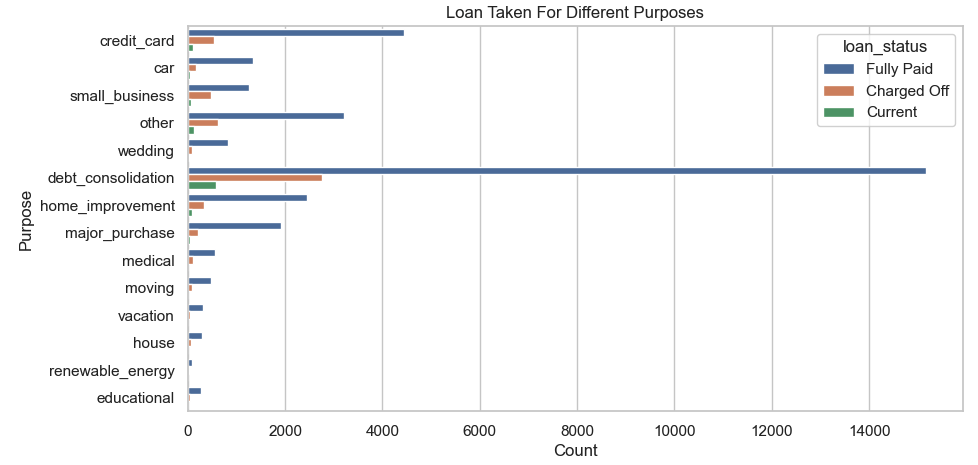 Loan Taken For Different Purposes
loan_status
Fully Paid
Charged Off
Current
Purpose
credit_card
car
small_business
other
wedding
debt_consolidation
home_improvement
major_purchase
medical
moving
vacation
house
renewable_energy
educational
0 2000 4000 6000 8000 10000 12000 14000
Count